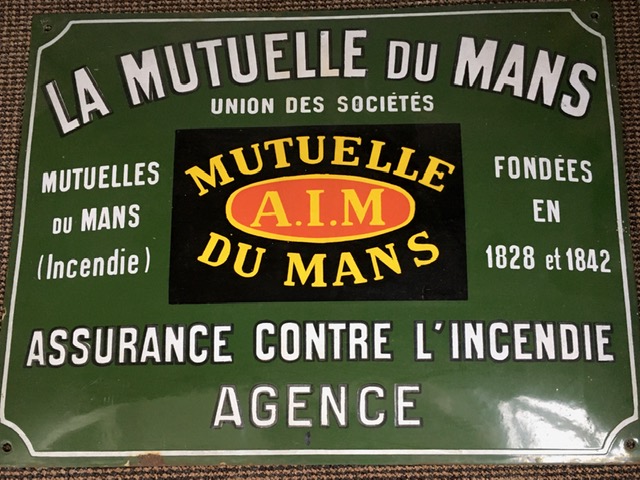 LA MUTUELLE DU MANS
UNION DES SOCIÉTÉS
MUTUELLES
DU MANS
(Incendie)
MUTUELLE
A.I.M
DU MANS
FONDÉES
EN
1828 et 1842
ASSURANCE CONTRE L'INCENDIE
AGENCE